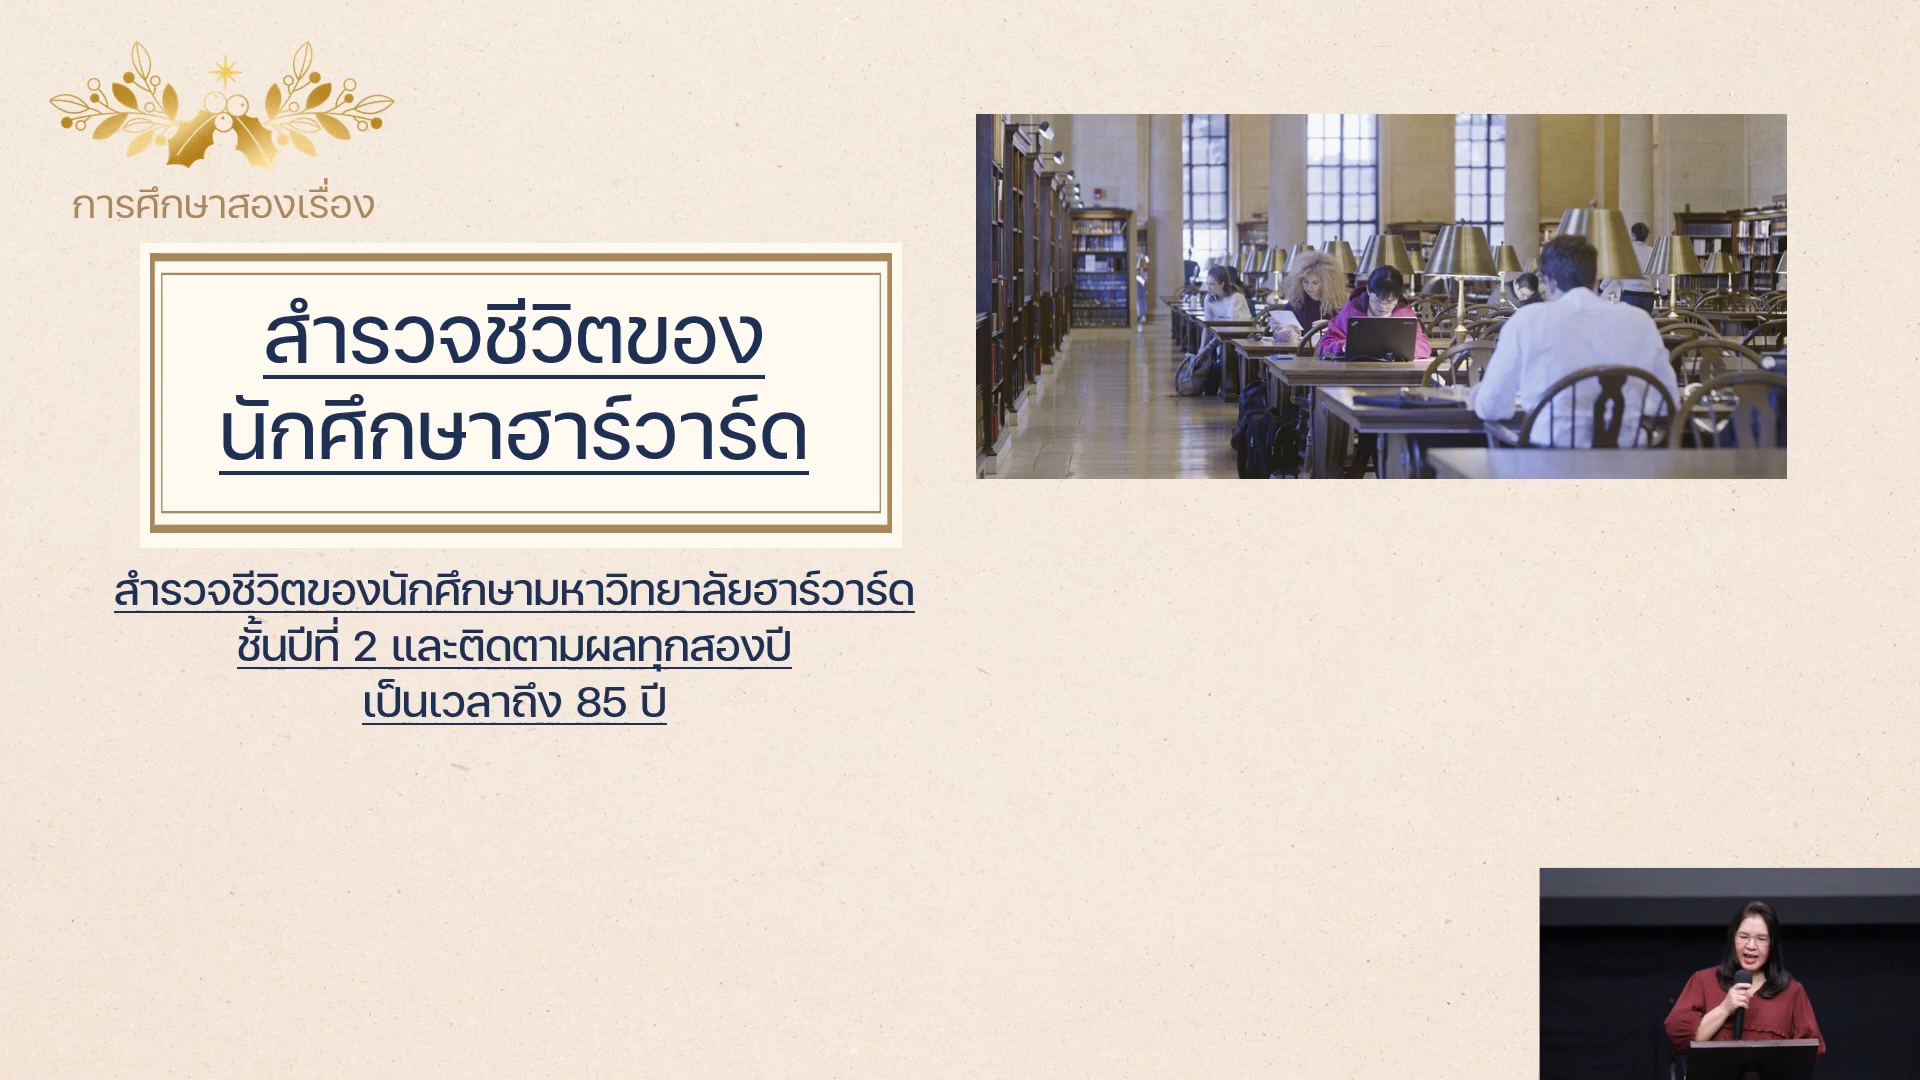 การศึกษาสองเรื่อง
สำรวจชีวิตของ
นักศึกษาฮาร์วาร์ด
สำรวจชีวิตของนักศึกษามหาวิทยาลัยฮาร์วาร์ด
ชั้นปีที่ 2 และติดตามผลทุกสองปี
เป็นเวลาถึง 85 ปี